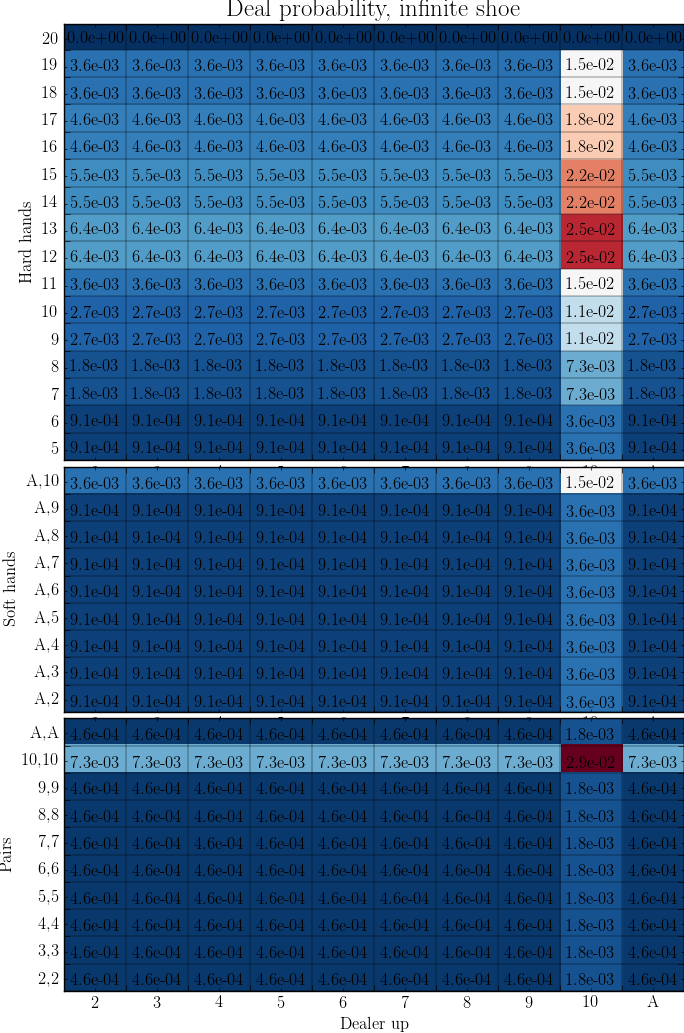 Deal probability, infinite shoe
Hard hands
20 0.0e+00 0.0e+00 0.0e+00 0.0e+00 0.0e+00 0.0e+00 0.0e+00 0.0e+00 0.0e+00 0.0e+00
19 3.6e-03 3.6e-03 3.6e-03 3.6e-03 3.6e-03 3.6e-03 3.6e-03 3.6e-03 1.5e-02 3.6e-03
18 3.6e-03 3.6e-03 3.6e-03 3.6e-03 3.6e-03 3.6e-03 3.6e-03 3.6e-03 1.5e-02 3.6e-03
17 4.6e-03 4.6e-03 4.6e-03 4.6e-03 4.6e-03 4.6e-03 4.6e-03 4.6e-03 1.8e-02 4.6e-03
16 4.6e-03 4.6e-03 4.6e-03 4.6e-03 4.6e-03 4.6e-03 4.6e-03 4.6e-03 1.8e-02 4.6e-03
15 5.5e-03 5.5e-03 5.5e-03 5.5e-03 5.5e-03 5.5e-03 5.5e-03 5.5e-03 2.2e-02 5.5e-03
14 5.5e-03 5.5e-03 5.5e-03 5.5e-03 5.5e-03 5.5e-03 5.5e-03 5.5e-03 2.2e-02 5.5e-03
13 6.4e-03 6.4e-03 6.4e-03 6.4e-03 6.4e-03 6.4e-03 6.4e-03 6.4e-03 2.5e-02 6.4e-03
12 6.4e-03 6.4e-03 6.4e-03 6.4e-03 6.4e-03 6.4e-03 6.4e-03 6.4e-03 2.5e-02 6.4e-03
11 3.6e-03 3.6e-03 3.6e-03 3.6e-03 3.6e-03 3.6e-03 3.6e-03 3.6e-03 1.5e-02 3.6e-03
10 2.7e-03 2.7e-03 2.7e-03 2.7e-03 2.7e-03 2.7e-03 2.7e-03 2.7e-03 1.1e-02 2.7e-03
9 2.7e-03 2.7e-03 2.7e-03 2.7e-03 2.7e-03 2.7e-03 2.7e-03 2.7e-03 1.1e-02 2.7e-03
8 1.8e-03 1.8e-03 1.8e-03 1.8e-03 1.8e-03 1.8e-03 1.8e-03 1.8e-03 7.3e-03 1.8e-03
7 1.8e-03 1.8e-03 1.8e-03 1.8e-03 1.8e-03 1.8e-03 1.8e-03 1.8e-03 7.3e-03 1.8e-03
6 9.1e-04 9.1e-04 9.1e-04 9.1e-04 9.1e-04 9.1e-04 9.1e-04 9.1e-04 3.6e-03 9.1e-04
5 9.1e-04 9.1e-04 9.1e-04 9.1e-04 9.1e-04 9.1e-04 9.1e-04 9.1e-04 3.6e-03 9.1e-04
Soft hands
A,10 3.6e-03 3.6e-03 3.6e-03 3.6e-03 3.6e-03 3.6e-03 3.6e-03 3.6e-03 1.5e-02 3.6e-03
A,9 9.1e-04 9.1e-04 9.1e-04 9.1e-04 9.1e-04 9.1e-04 9.1e-04 9.1e-04 3.6e-03 9.1e-04
A,8 9.1e-04 9.1e-04 9.1e-04 9.1e-04 9.1e-04 9.1e-04 9.1e-04 9.1e-04 3.6e-03 9.1e-04
A,7 9.1e-04 9.1e-04 9.1e-04 9.1e-04 9.1e-04 9.1e-04 9.1e-04 9.1e-04 3.6e-03 9.1e-04
A,6 9.1e-04 9.1e-04 9.1e-04 9.1e-04 9.1e-04 9.1e-04 9.1e-04 9.1e-04 3.6e-03 9.1e-04
A,5 9.1e-04 9.1e-04 9.1e-04 9.1e-04 9.1e-04 9.1e-04 9.1e-04 9.1e-04 3.6e-03 9.1e-04
A,4 9.1e-04 9.1e-04 9.1e-04 9.1e-04 9.1e-04 9.1e-04 9.1e-04 9.1e-04 3.6e-03 9.1e-04
A,3 9.1e-04 9.1e-04 9.1e-04 9.1e-04 9.1e-04 9.1e-04 9.1e-04 9.1e-04 3.6e-03 9.1e-04
A,2 9.1e-04 9.1e-04 9.1e-04 9.1e-04 9.1e-04 9.1e-04 9.1e-04 9.1e-04 3.6e-03 9.1e-04
Pairs
A,A 4.6e-04 4.6e-04 4.6e-04 4.6e-04 4.6e-04 4.6e-04 4.6e-04 4.6e-04 1.8e-03 4.6e-04
10,10 7.3e-03 7.3e-03 7.3e-03 7.3e-03 7.3e-03 7.3e-03 7.3e-03 7.3e-03 2.9e-02 7.3e-03
9,9 4.6e-04 4.6e-04 4.6e-04 4.6e-04 4.6e-04 4.6e-04 4.6e-04 4.6e-04 1.8e-03 4.6e-04
8,8 4.6e-04 4.6e-04 4.6e-04 4.6e-04 4.6e-04 4.6e-04 4.6e-04 4.6e-04 1.8e-03 4.6e-04
7,7 4.6e-04 4.6e-04 4.6e-04 4.6e-04 4.6e-04 4.6e-04 4.6e-04 4.6e-04 1.8e-03 4.6e-04
6,6 4.6e-04 4.6e-04 4.6e-04 4.6e-04 4.6e-04 4.6e-04 4.6e-04 4.6e-04 1.8e-03 4.6e-04
5,5 4.6e-04 4.6e-04 4.6e-04 4.6e-04 4.6e-04 4.6e-04 4.6e-04 4.6e-04 1.8e-03 4.6e-04
4,4 4.6e-04 4.6e-04 4.6e-04 4.6e-04 4.6e-04 4.6e-04 4.6e-04 4.6e-04 1.8e-03 4.6e-04
3,3 4.6e-04 4.6e-04 4.6e-04 4.6e-04 4.6e-04 4.6e-04 4.6e-04 4.6e-04 1.8e-03 4.6e-04
2,2 4.6e-04 4.6e-04 4.6e-04 4.6e-04 4.6e-04 4.6e-04 4.6e-04 4.6e-04 1.8e-03 4.6e-04
2 3 4 5 6 7 8 9 10 A
Dealer up